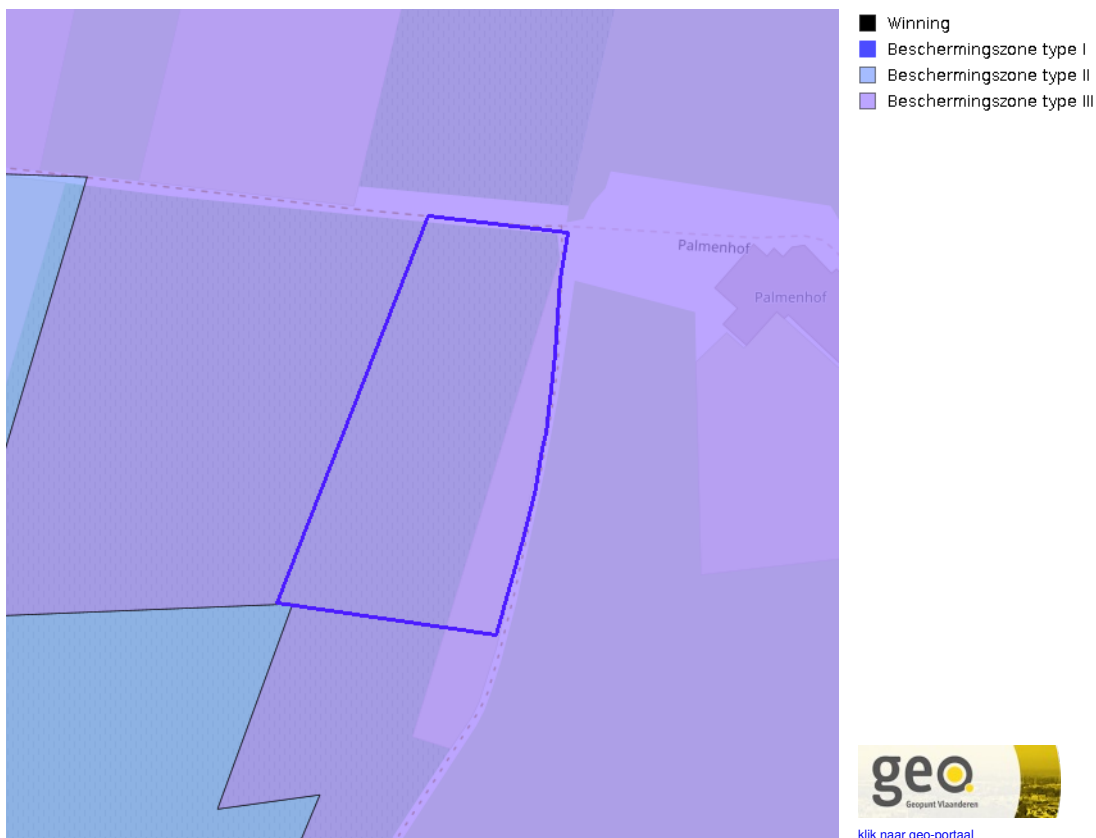 Winning
Beschermingszone type I
Beschermingszone type II
Beschermingszone type III
Palmenhof
Palmenhof
geo.
Geopunt Vlaanderen
klik naar geo-portaal